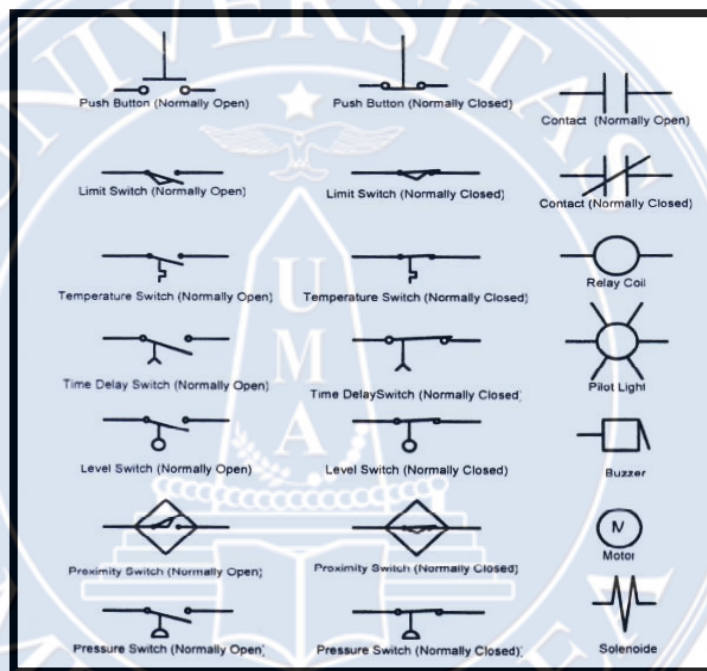 UNIVERSITAS
Push Button (Normally Open)
Push Button (Normally Closed)
Contact (Normally Open)
Limit Switch (Normally Open)
Limit Switch (Normally Closed)
Contact (Normally Closed)
Temperature Switch (Normally Open)
Temperature Switch (Normally Closed)
Relay Coil
Time Delay Switch (Normally Open)
Time DelaySwitch (Normally Closed)
Pilot Light
Level Switch (Normally Open)
Level Switch (Normally Closed)
Buzzer
Proximity Switch (Normally Open)
Proximity Switch (Normally Closed)
M
Motor
Pressure Switch (Normally Open)
Pressure Switch (Normally Closed)
Solenoide
U
M
A